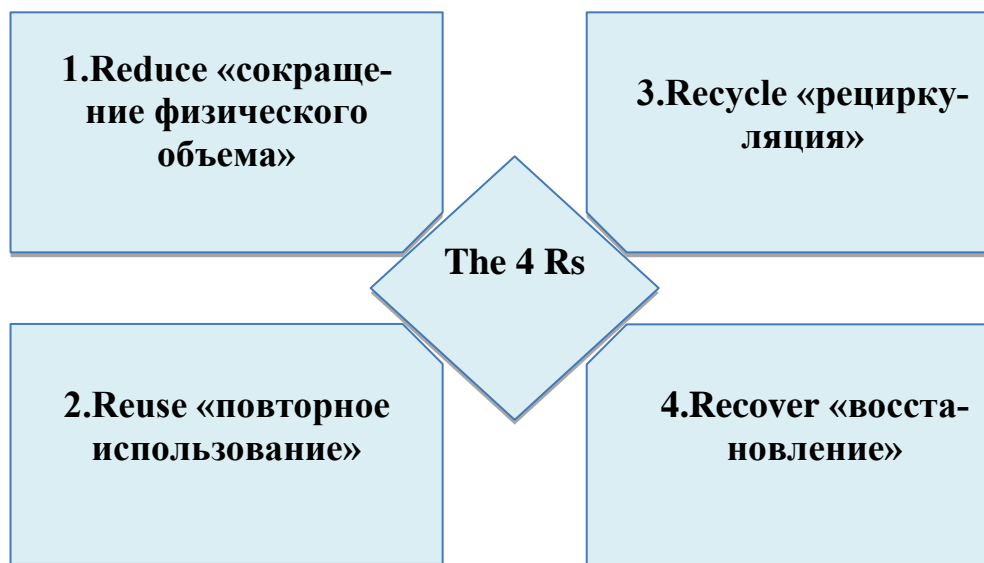 1.Reduce «сокраще-
ние физического
объема»
The 4 Rs
2.Reuse «повторное
использование»
3.Recycle «рецирку-
ляция»
4.Recover «восста-
новление»